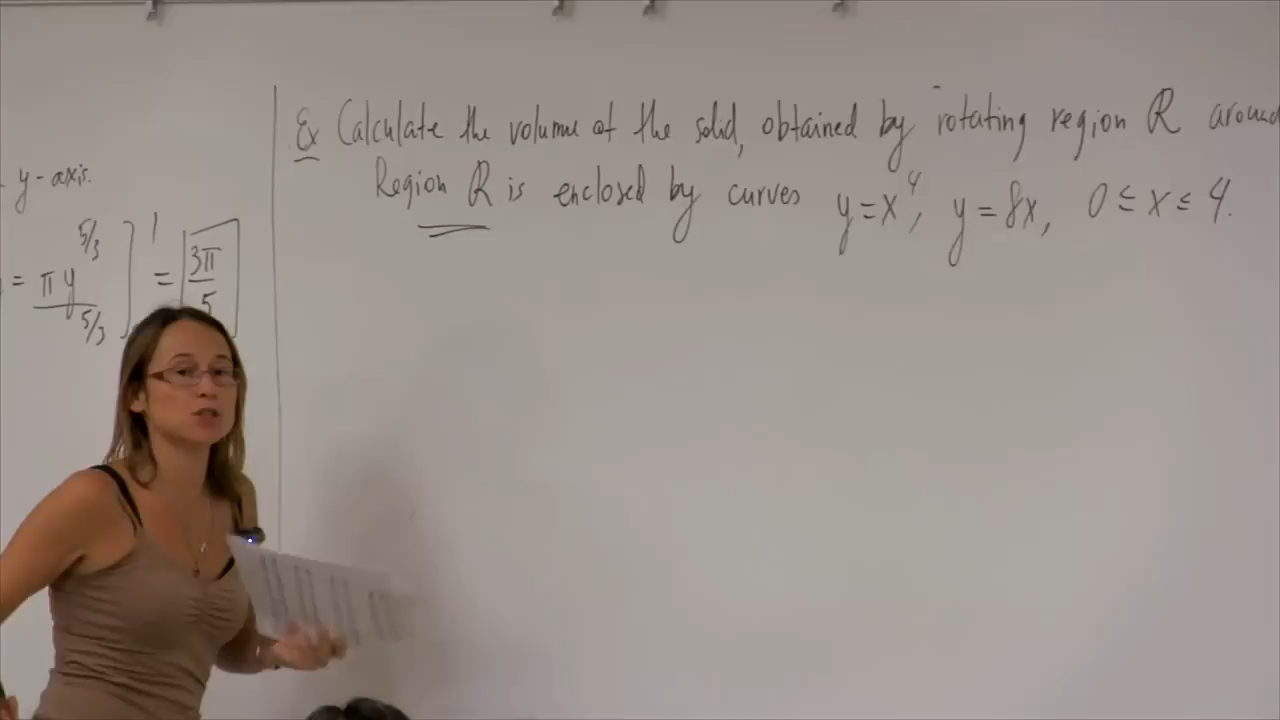 - y-axis.
= π y^5/3 / 5/3 ] 1 = 3π / 5
Ex Calculate the volume of the solid, obtained by rotating region R around
Region R is enclosed by curves y=x^4, y=8x, 0≤x≤4.